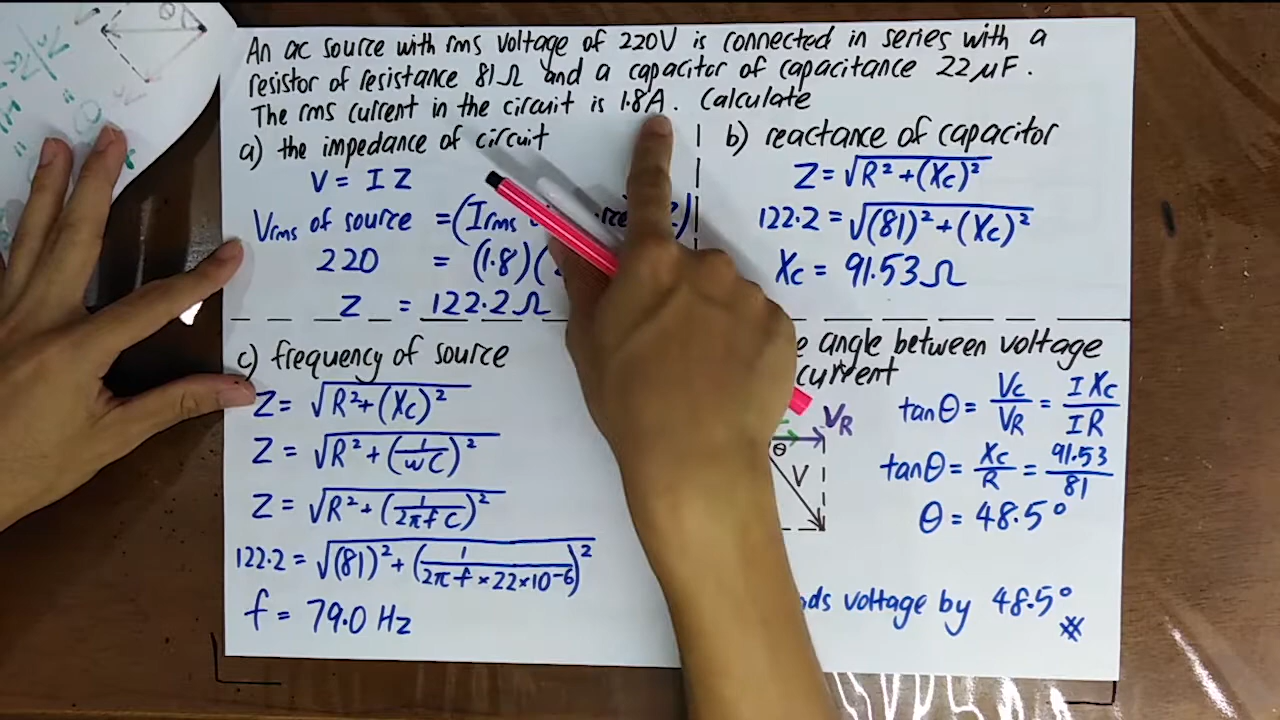 An ac source with rms voltage of 220V is connected in series with a
resistor of resistance 81Ω and a capacitor of capacitance 22μF.
The rms current in the circuit is 1.8A. Calculate
a) the impedance of circuit
V = I Z
Vrms of source = (Irms
220 = (1.8)(
Z = 122.2Ω
b) reactance of capacitor
Z = √R² + (Xc)²
122.2 = √(81)² + (Xc)²
Xc = 91.53Ω
c) frequency of source
Z = √R² + (Xc)²
Z = √R² + (1/ωC)²
Z = √R² + (1/2πfC)²
122.2 = √(81)² + (1/2πf×22×10⁻⁶)²
f = 79.0 Hz
angle between voltage
current
VR
θ
V
tanθ = Vc/VR = IXc/IR
tanθ = Xc/R = 91.53/81
θ = 48.5°
voltage by 48.5°